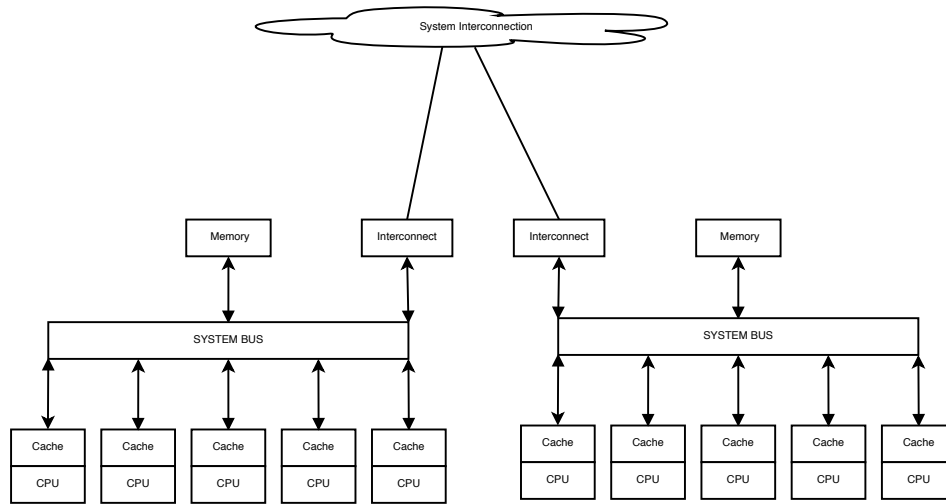 System Interconnection
Memory
Interconnect
Interconnect
Memory
SYSTEM BUS
SYSTEM BUS
Cache
Cache
Cache
Cache
Cache
Cache
Cache
Cache
Cache
Cache
CPU
CPU
CPU
CPU
CPU
CPU
CPU
CPU
CPU
CPU